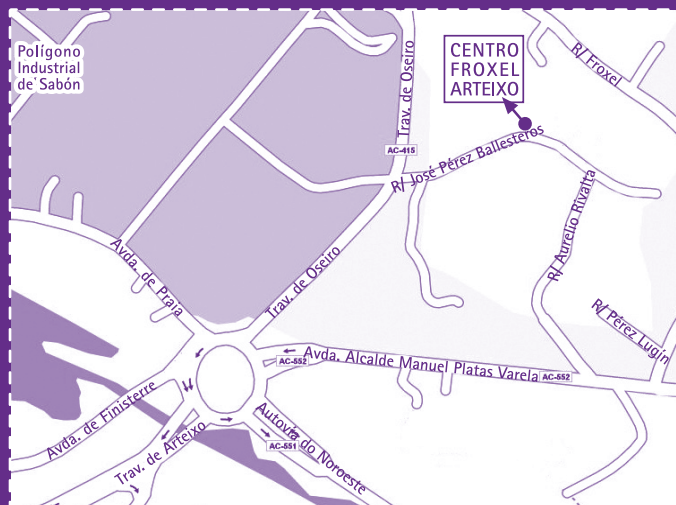 Polígono
Industrial
de Sabón
CENTRO
FROXEL
ARTEIXO
R/ Froxel
Trav. de Oseiro
AC-415
R/ José Pérez Ballesteros
R/ Aurelio Rivalta
Avda. de Praia
Trav. de Oseiro
R/ Pérez Lugin
AC-552
Avda. Alcalde Manuel Platas Varela
AC-552
Avda. de Finisterre
Trav. de Arteixo
Autovía do Noroeste
AC-551